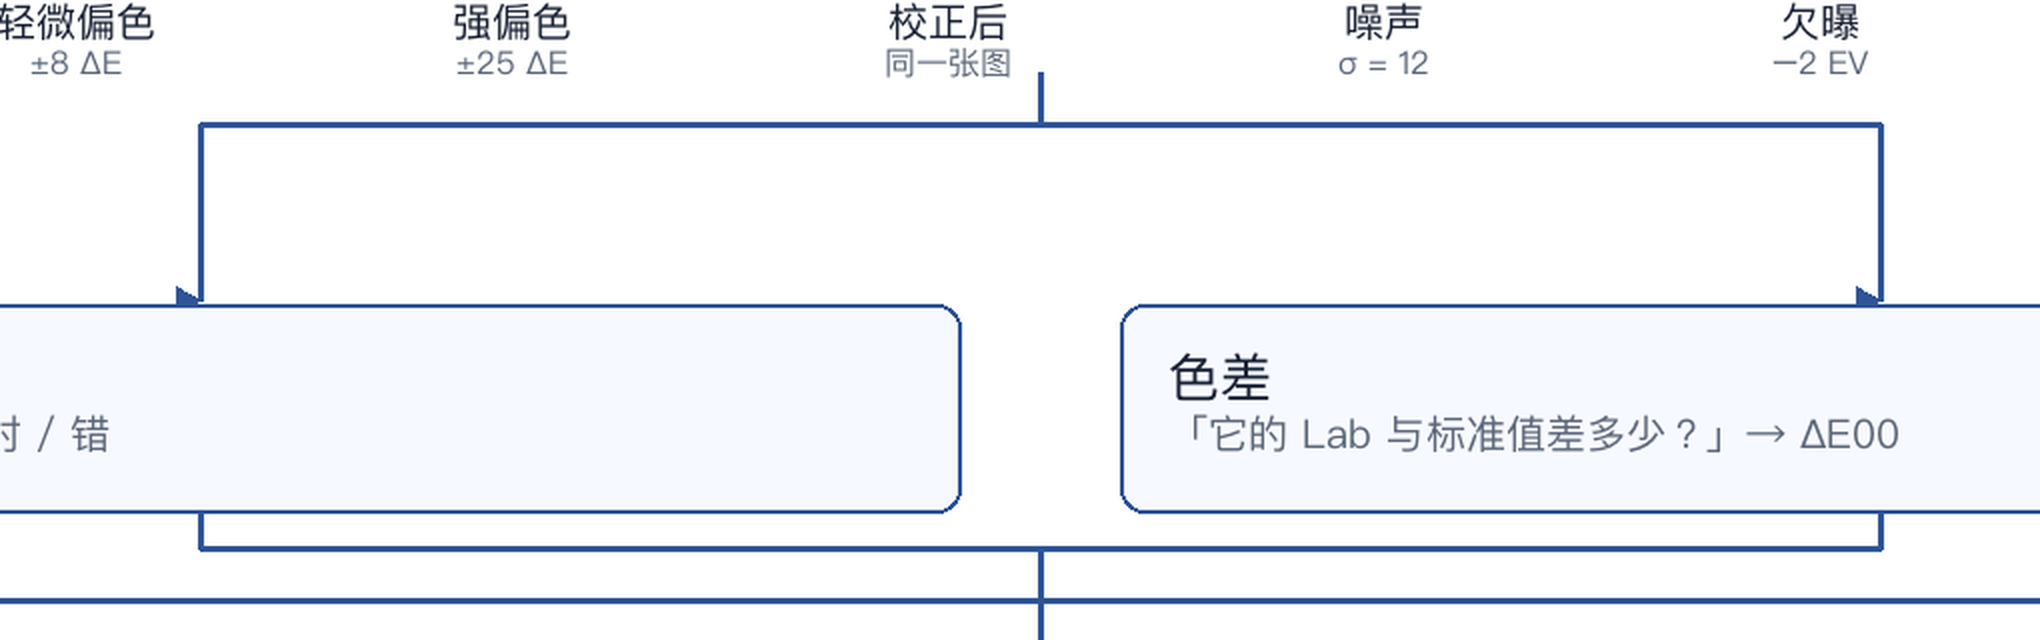 轻微偏色
±8 ΔE
强偏色
±25 ΔE
校正后
同一张图
噪声
σ = 12
欠曝
−2 EV
/ 错
色差
「它的 Lab 与标准值差多少？」→ ΔE00